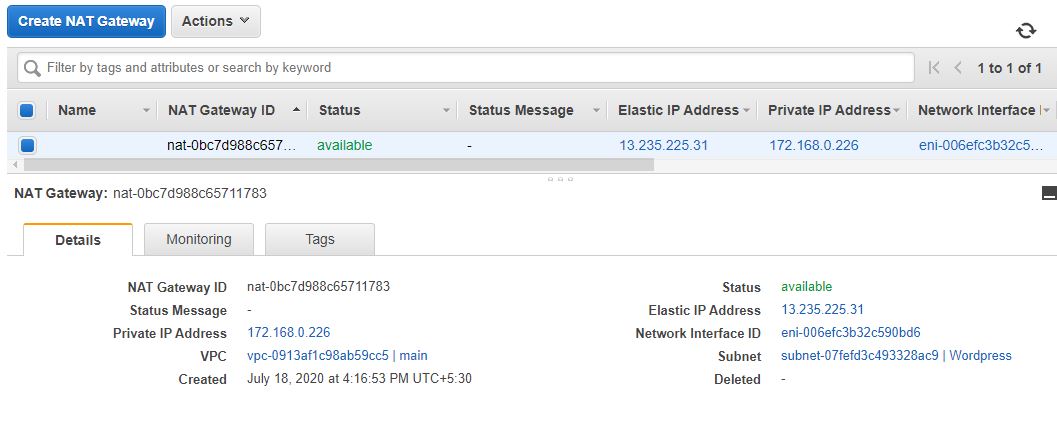 Create NAT Gateway Actions
Filter by tags and attributes or search by keyword 1 to 1 of 1
Name NAT Gateway ID Status Status Message Elastic IP Address Private IP Address Network Interface
nat-0bc7d988c657... available - 13.235.225.31 172.168.0.226 eni-006efc3b32c5...
NAT Gateway: nat-0bc7d988c65711783
Details Monitoring Tags
NAT Gateway ID nat-0bc7d988c65711783 Status available
Status Message - Elastic IP Address 13.235.225.31
Private IP Address 172.168.0.226 Network Interface ID eni-006efc3b32c590bd6
VPC vpc-0913af1c98ab59cc5 | main Subnet subnet-07fefd3c493328ac9 | Wordpress
Created July 18, 2020 at 4:16:53 PM UTC+5:30 Deleted -